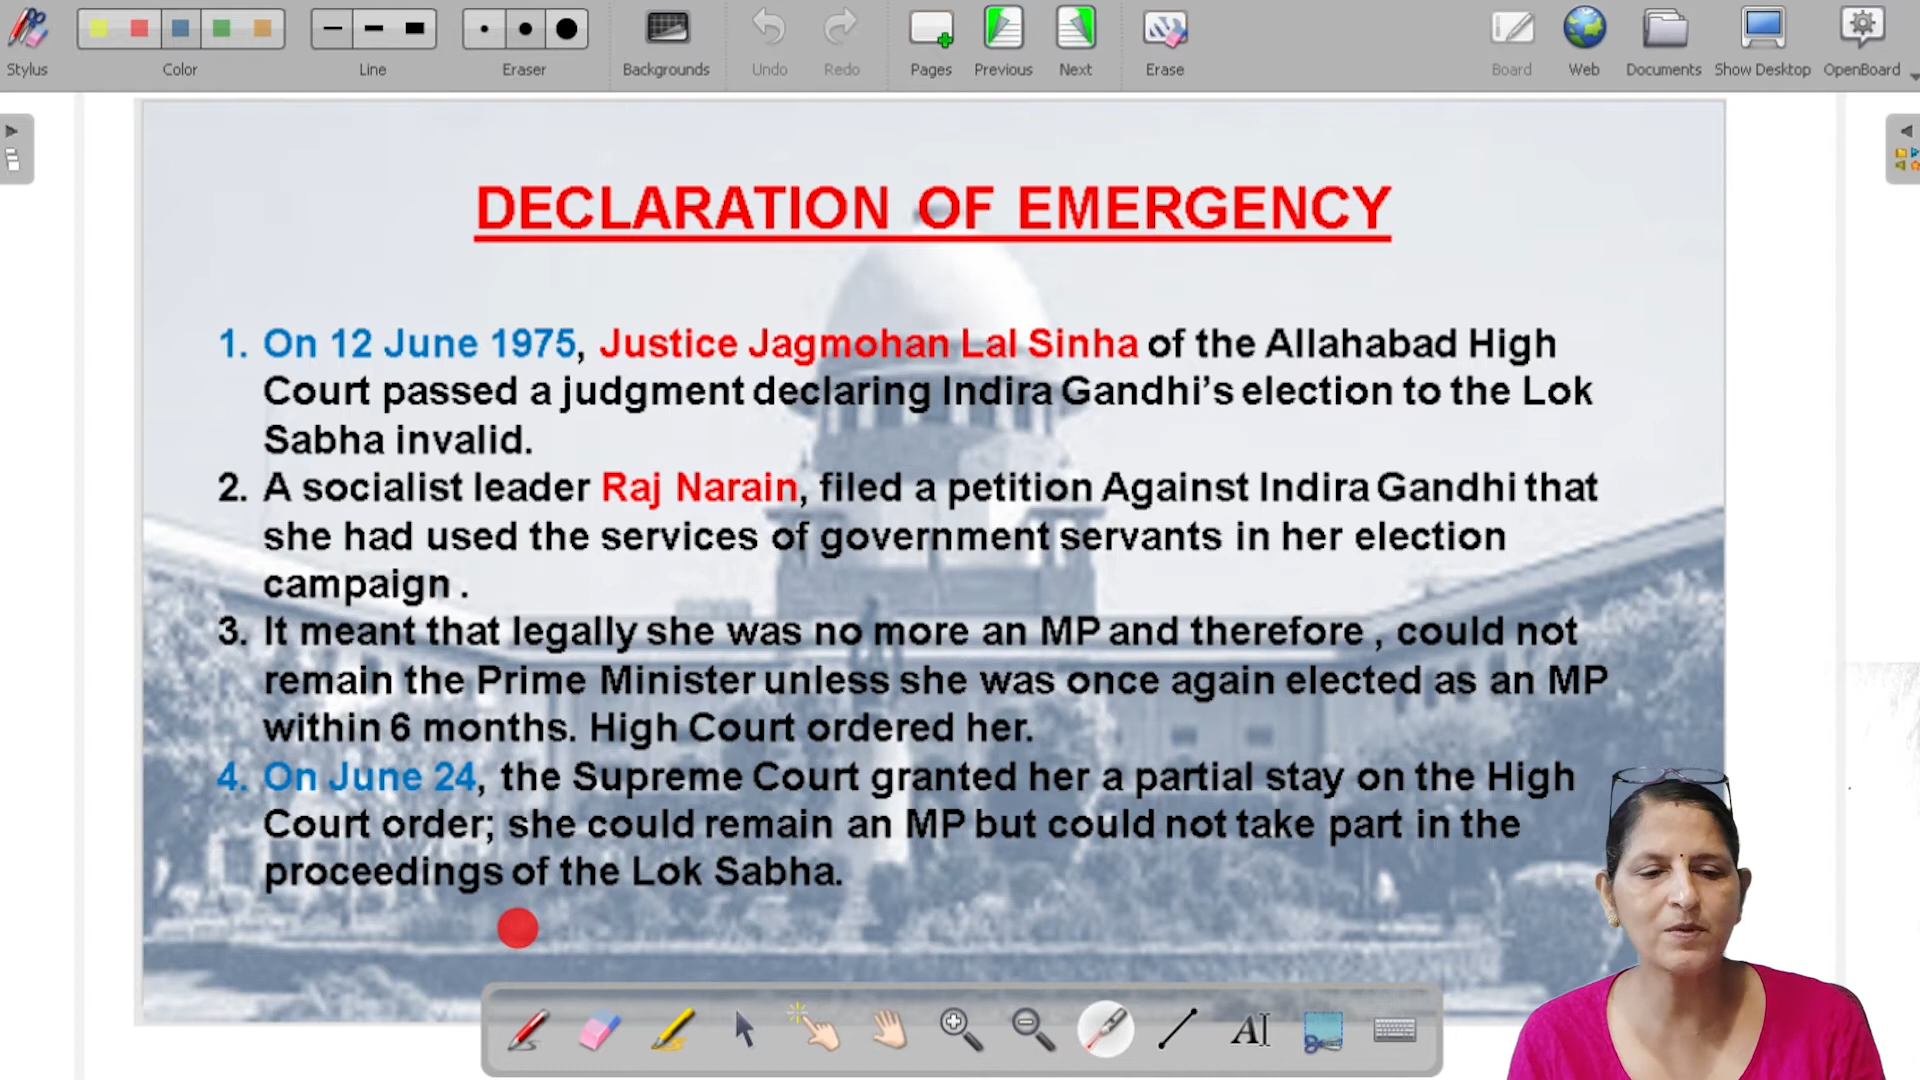 Stylus Color Line Eraser Backgrounds Undo Redo Pages Previous Next Erase Board Web Documents Show Desktop OpenBoard
DECLARATION OF EMERGENCY
1. On 12 June 1975, Justice Jagmohan Lal Sinha of the Allahabad High
Court passed a judgment declaring Indira Gandhi's election to the Lok
Sabha invalid.
2. A socialist leader Raj Narain, filed a petition Against Indira Gandhi that
she had used the services of government servants in her election
campaign .
3. It meant that legally she was no more an MP and therefore , could not
remain the Prime Minister unless she was once again elected as an MP
within 6 months. High Court ordered her.
4. On June 24, the Supreme Court granted her a partial stay on the High
Court order; she could remain an MP but could not take part in the
proceedings of the Lok Sabha.
AI